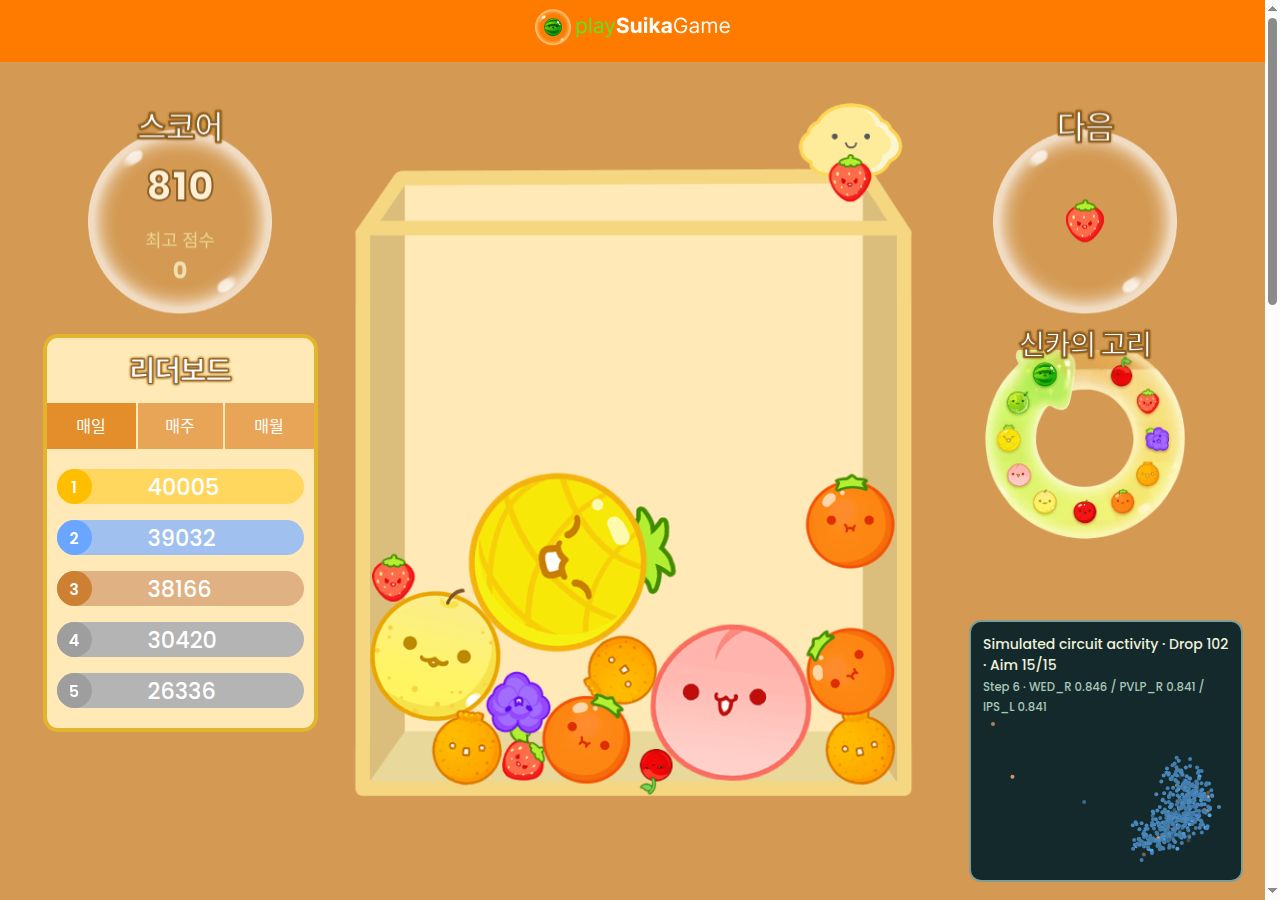 playSuikaGame
스코어
810
최고 점수
0
리더보드
매일 매주 매월
1 40005
2 39032
3 38166
4 30420
5 26336
다음
신카의 고리
Simulated circuit activity · Drop 102
· Aim 15/15
Step 6 · WED_R 0.846 / PVLP_R 0.841 /
IPS_L 0.841